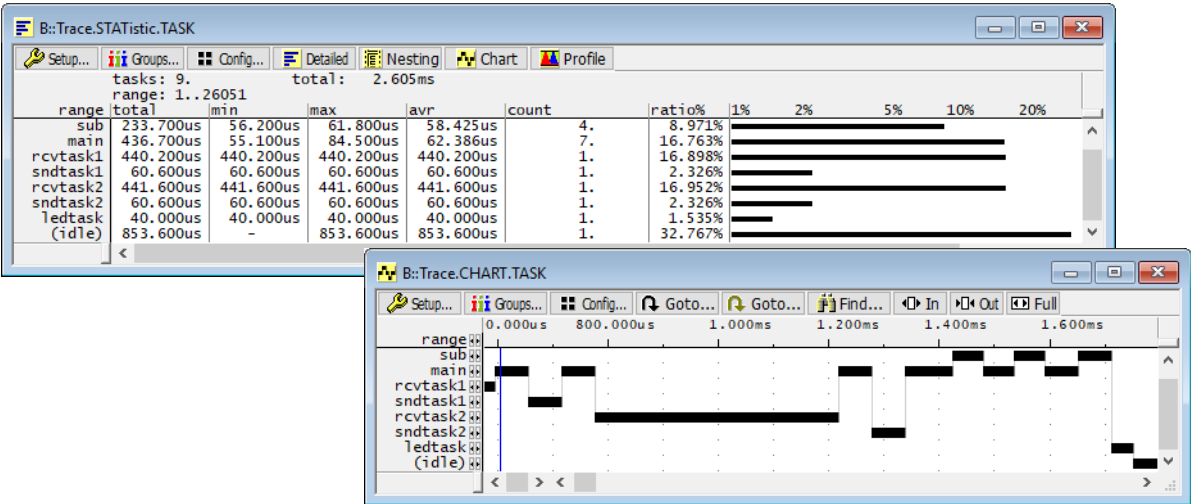 B::Trace.STATistic.TASK
Setup... Groups... Config... Detailed Nesting Chart Profile
tasks: 9. total: 2.605ms
range: 1..26051
range total min max avr count ratio% 1% 2% 5% 10% 20%
sub 233.700us 56.200us 61.800us 58.425us 4. 8.971%
main 436.700us 55.100us 84.500us 62.386us 7. 16.763%
rcvtask1 440.200us 440.200us 440.200us 440.200us 1. 16.898%
sndtask1 60.600us 60.600us 60.600us 60.600us 1. 2.326%
rcvtask2 441.600us 441.600us 441.600us 441.600us 1. 16.952%
sndtask2 60.600us 60.600us 60.600us 60.600us 1. 2.326%
ledtask 40.000us 40.000us 40.000us 40.000us 1. 1.535%
(idle) 853.600us - 853.600us 853.600us 1. 32.767%
B::Trace.CHART.TASK
Setup... Groups... Config... Goto... Goto... Find... In Out Full
0.000us 800.000us 1.000ms 1.200ms 1.400ms 1.600ms
range
sub
main
rcvtask1
sndtask1
rcvtask2
sndtask2
ledtask
(idle)